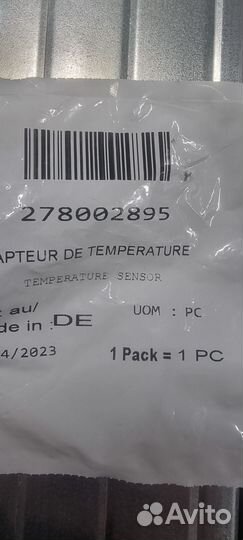 278002895
APTEUR DE TEMPERATURE
TEMPERATURE SENSOR
au/
de in : DE
UOM : PC
4/2023
1 Pack = 1 PC
Avito